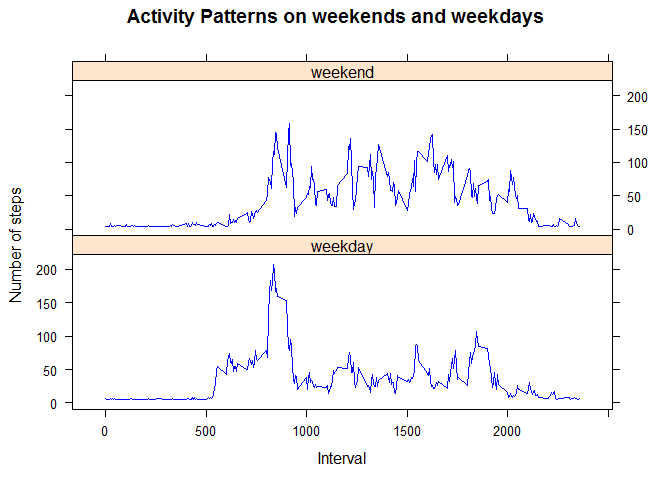 Activity Patterns on weekends and weekdays
weekend
200
150
100
50
0
Number of steps
weekday
200
150
100
50
0
0 500 1000 1500 2000
Interval